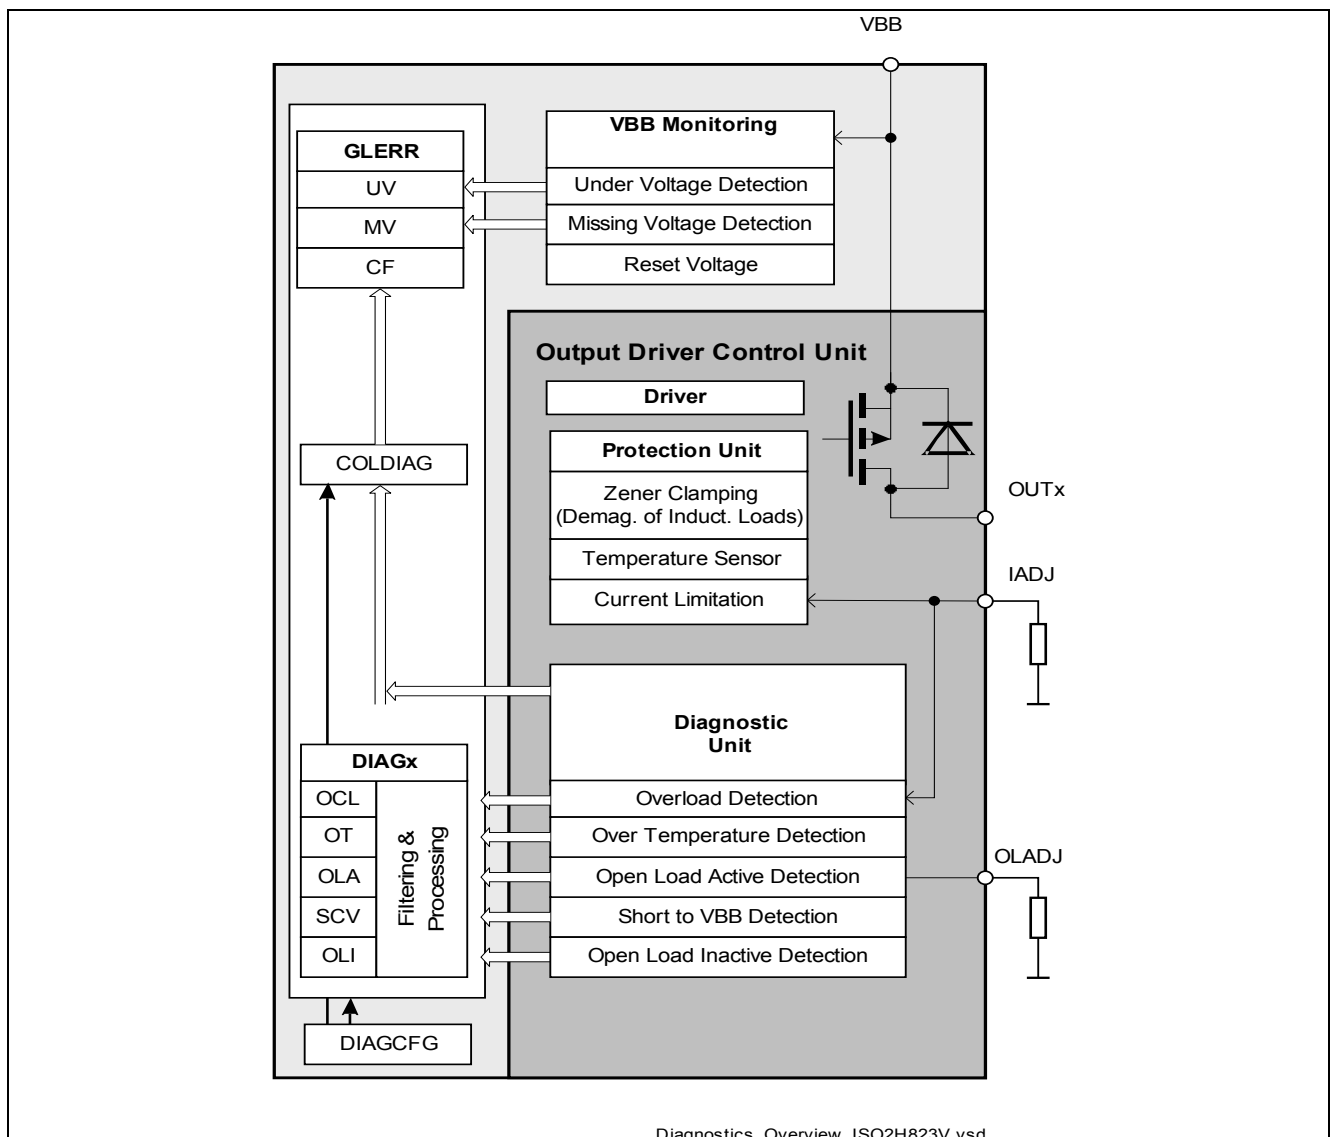 VBB
VBB Monitoring
Under Voltage Detection
Missing Voltage Detection
Reset Voltage
GLERR
UV
MV
CF
Output Driver Control Unit
Driver
Protection Unit
Zener Clamping
(Demag. of Induct. Loads)
Temperature Sensor
Current Limitation
COLDIAG
OUTx
IADJ
Diagnostic
Unit
Overload Detection
Over Temperature Detection
Open Load Active Detection
Short to VBB Detection
Open Load Inactive Detection
DIAGx
OCL
OT
OLA
SCV
OLI
Filtering &
Processing
OLADJ
DIAGCFG
Diagnostics_Overview_ISO2H823V.vsd